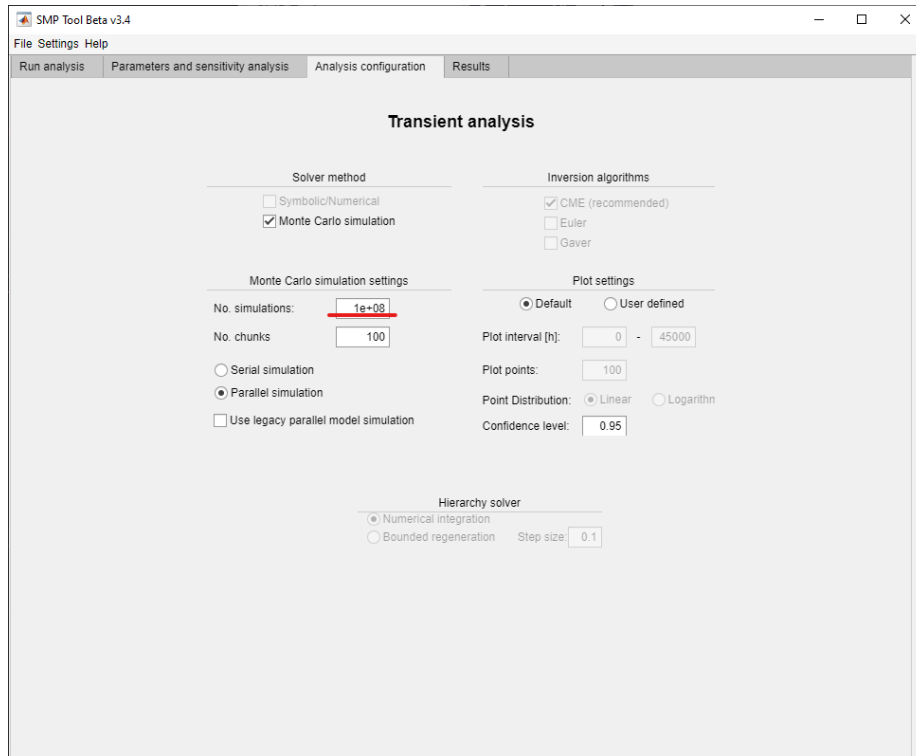 SMP Tool Beta v3.4
File Settings Help
Run analysis Parameters and sensitivity analysis Analysis configuration Results
Transient analysis
Solver method
Symbolic/Numerical
Monte Carlo simulation
Inversion algorithms
CME (recommended)
Euler
Gaver
Monte Carlo simulation settings
No. simulations: 1e+08
No. chunks 100
Serial simulation
Parallel simulation
Use legacy parallel model simulation
Plot settings
Default User defined
Plot interval [h]: 0 - 45000
Plot points: 100
Point Distribution: Linear Logarithn
Confidence level: 0.95
Hierarchy solver
Numerical integration
Bounded regeneration Step size: 0.1